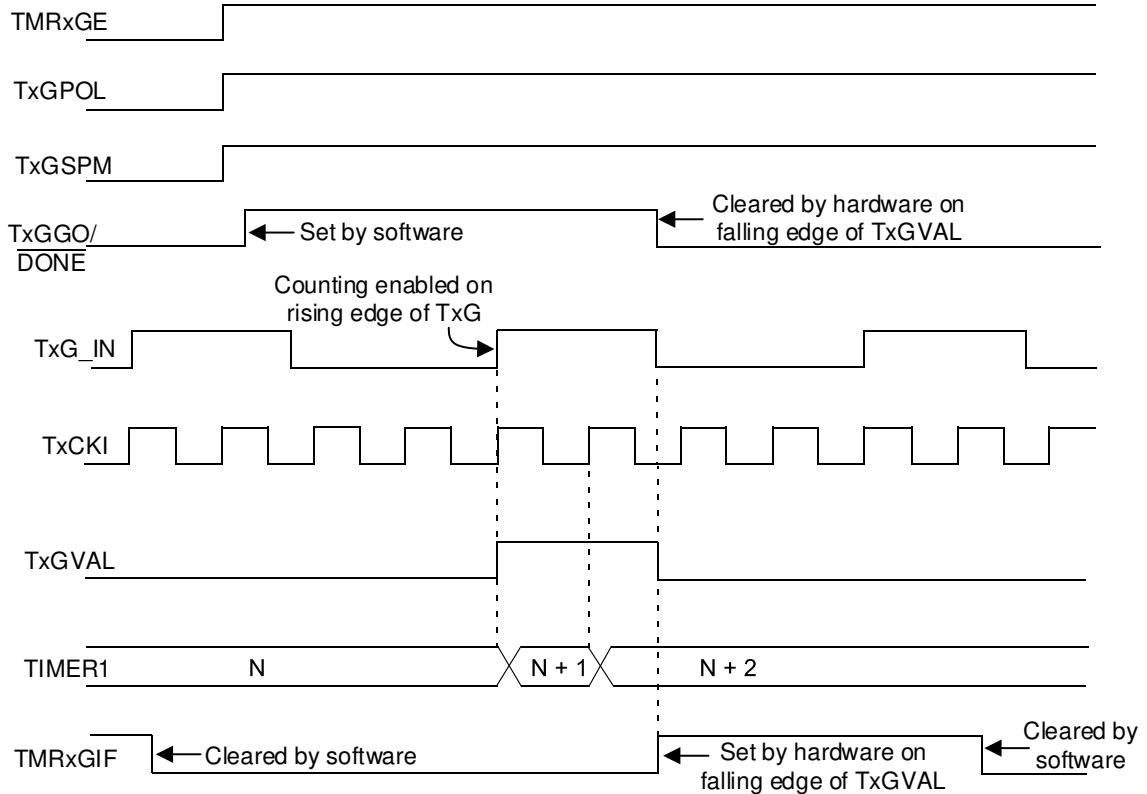 TMRxGE
TxGPOL
TxGSPM
TxGGO/
DONE
Set by software
Cleared by hardware on
falling edge of TxGVAL
Counting enabled on
rising edge of TxG
TxG_IN
TxCKI
TxGVAL
TIMER1
N
N + 1
N + 2
TMRxGIF
Cleared by software
Set by hardware on
falling edge of TxGVAL
Cleared by
software